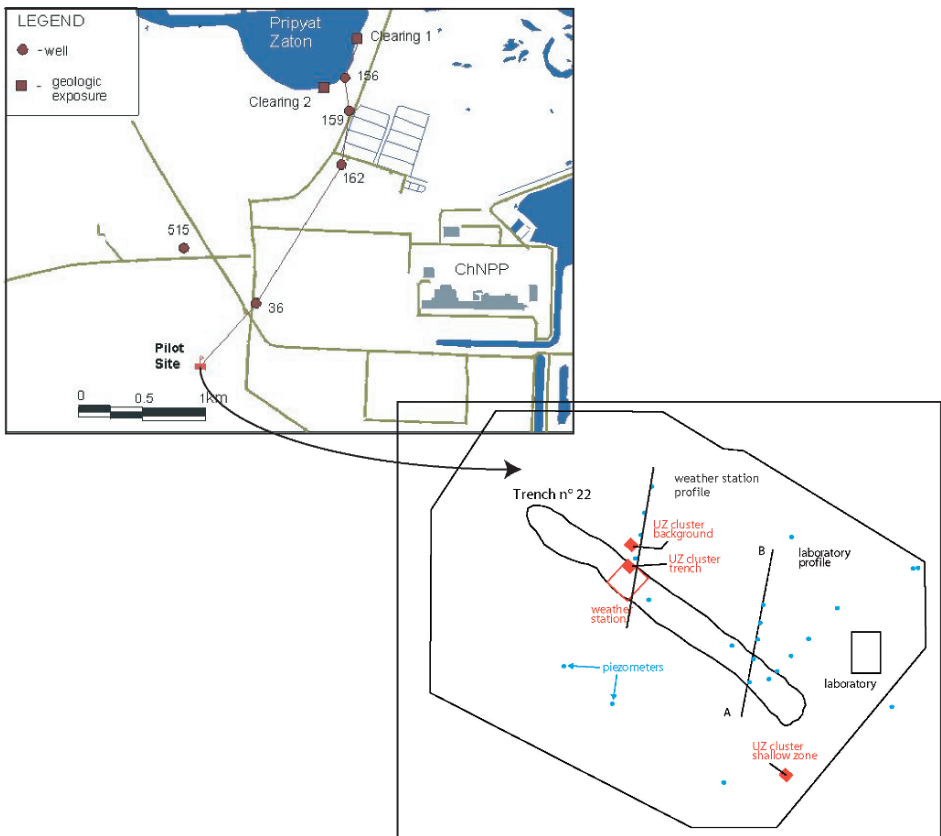 LEGEND
- well
- geologic
exposure
Pripyat
Zaton
Clearing 1
156
Clearing 2
159
162
515
ChNPP
36
Pilot
Site
0 0.5 1km
Trench n° 22
weather station
profile
UZ cluster
background
UZ cluster
trench
B
laboratory
profile
weather
station
piezometers
laboratory
A
UZ cluster
shallow zone